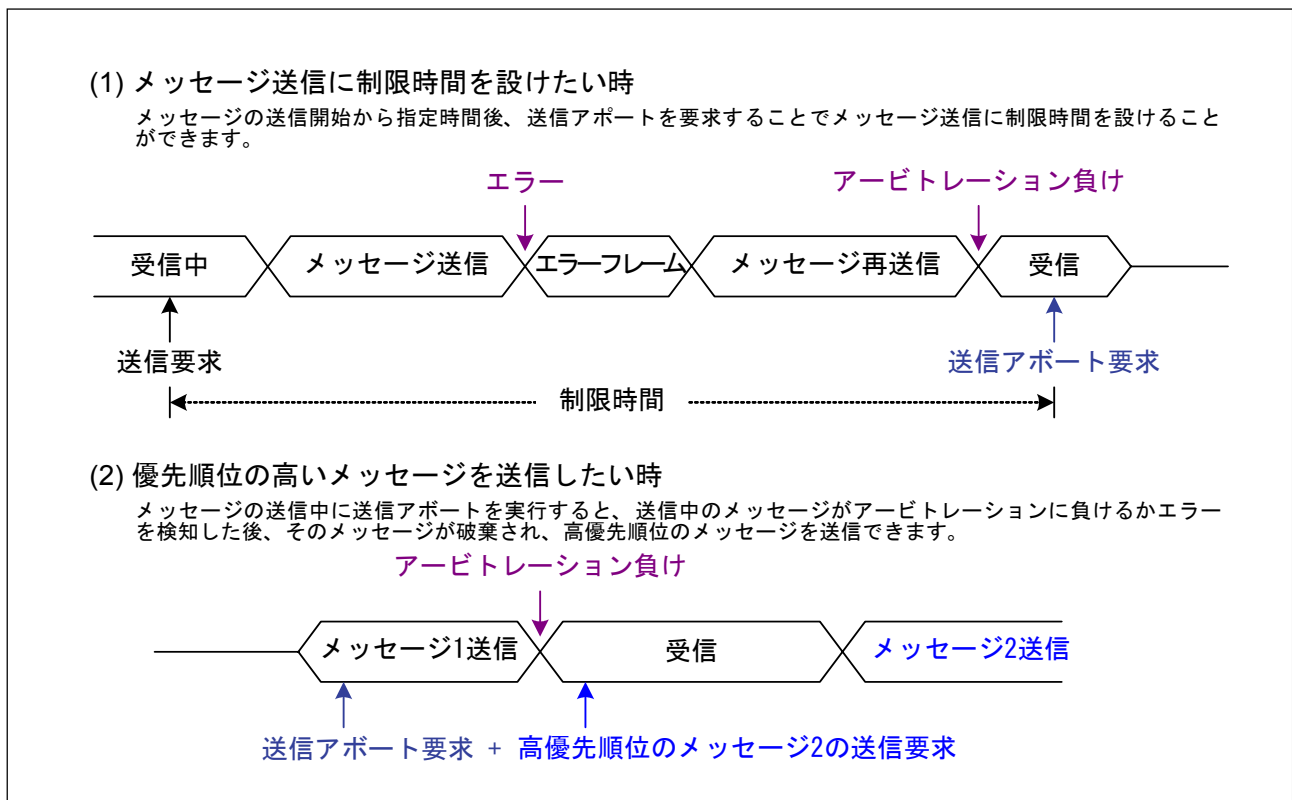 (1) メッセージ送信に制限時間を設けたい時
メッセージの送信開始から指定時間後、送信アポートを要求することでメッセージ送信に制限時間を設けること
ができます。
エラー
アービトレーション負け
受信中
メッセージ送信
エラーフレーム
メッセージ再送信
受信
送信要求
送信アボート要求
制限時間
(2) 優先順位の高いメッセージを送信したい時
メッセージの送信中に送信アボートを実行すると、送信中のメッセージがアービトレーションに負けるかエラー
を検知した後、そのメッセージが破棄され、高優先順位のメッセージを送信できます。
アービトレーション負け
メッセージ1送信
受信
メッセージ2送信
送信アボート要求 + 高優先順位のメッセージ2の送信要求